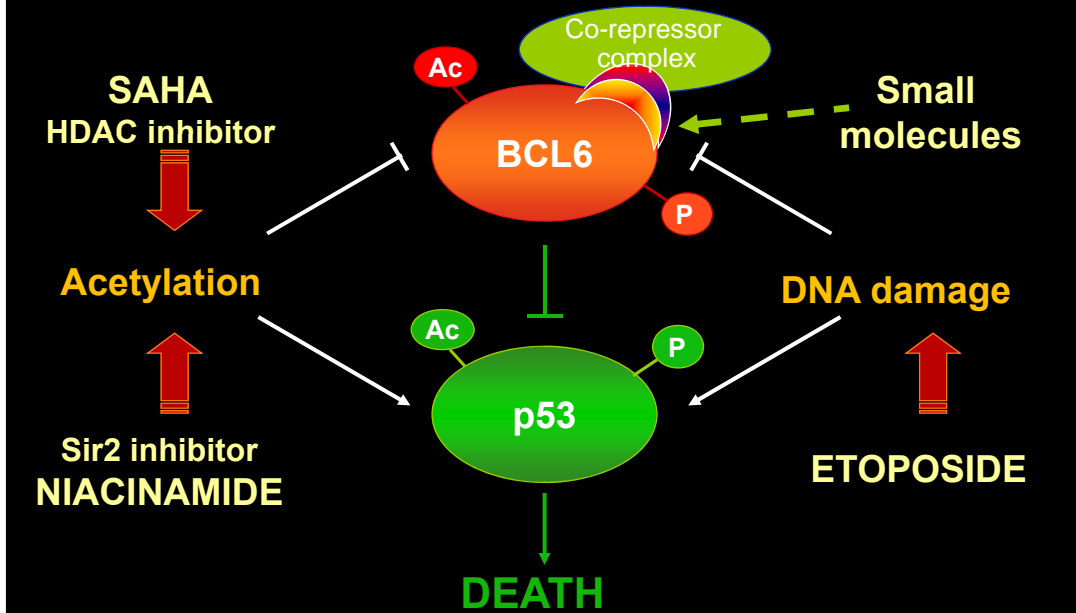 Co-repressor
complex
Ac
SAHA
HDAC inhibitor
Small
molecules
BCL6
P
Acetylation
DNA damage
Ac
P
p53
Sir2 inhibitor
NIACINAMIDE
ETOPOSIDE
DEATH